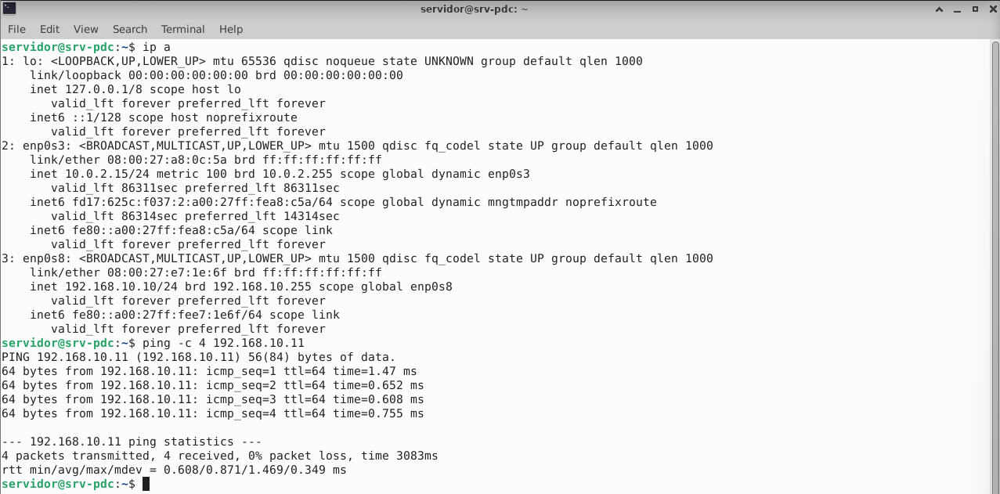 servidor@srv-pdc: ~
File Edit View Search Terminal Help
servidor@srv-pdc:~$ ip a
1: lo: <LOOPBACK,UP,LOWER_UP> mtu 65536 qdisc noqueue state UNKNOWN group default qlen 1000
    link/loopback 00:00:00:00:00:00 brd 00:00:00:00:00:00
    inet 127.0.0.1/8 scope host lo
       valid_lft forever preferred_lft forever
    inet6 ::1/128 scope host noprefixroute
       valid_lft forever preferred_lft forever
2: enp0s3: <BROADCAST,MULTICAST,UP,LOWER_UP> mtu 1500 qdisc fq_codel state UP group default qlen 1000
    link/ether 08:00:27:a8:0c:5a brd ff:ff:ff:ff:ff:ff
    inet 10.0.2.15/24 metric 100 brd 10.0.2.255 scope global dynamic enp0s3
       valid_lft 86311sec preferred_lft 86311sec
    inet6 fd17:625c:f037:2:a00:27ff:fea8:c5a/64 scope global dynamic mngtmpaddr noprefixroute
       valid_lft 86314sec preferred_lft 14314sec
    inet6 fe80::a00:27ff:fea8:c5a/64 scope link
       valid_lft forever preferred_lft forever
3: enp0s8: <BROADCAST,MULTICAST,UP,LOWER_UP> mtu 1500 qdisc fq_codel state UP group default qlen 1000
    link/ether 08:00:27:e7:1e:6f brd ff:ff:ff:ff:ff:ff
    inet 192.168.10.10/24 brd 192.168.10.255 scope global enp0s8
       valid_lft forever preferred_lft forever
    inet6 fe80::a00:27ff:fee7:1e6f/64 scope link
       valid_lft forever preferred_lft forever
servidor@srv-pdc:~$ ping -c 4 192.168.10.11
PING 192.168.10.11 (192.168.10.11) 56(84) bytes of data.
64 bytes from 192.168.10.11: icmp_seq=1 ttl=64 time=1.47 ms
64 bytes from 192.168.10.11: icmp_seq=2 ttl=64 time=0.652 ms
64 bytes from 192.168.10.11: icmp_seq=3 ttl=64 time=0.608 ms
64 bytes from 192.168.10.11: icmp_seq=4 ttl=64 time=0.755 ms

--- 192.168.10.11 ping statistics ---
4 packets transmitted, 4 received, 0% packet loss, time 3083ms
rtt min/avg/max/mdev = 0.608/0.871/1.469/0.349 ms
servidor@srv-pdc:~$